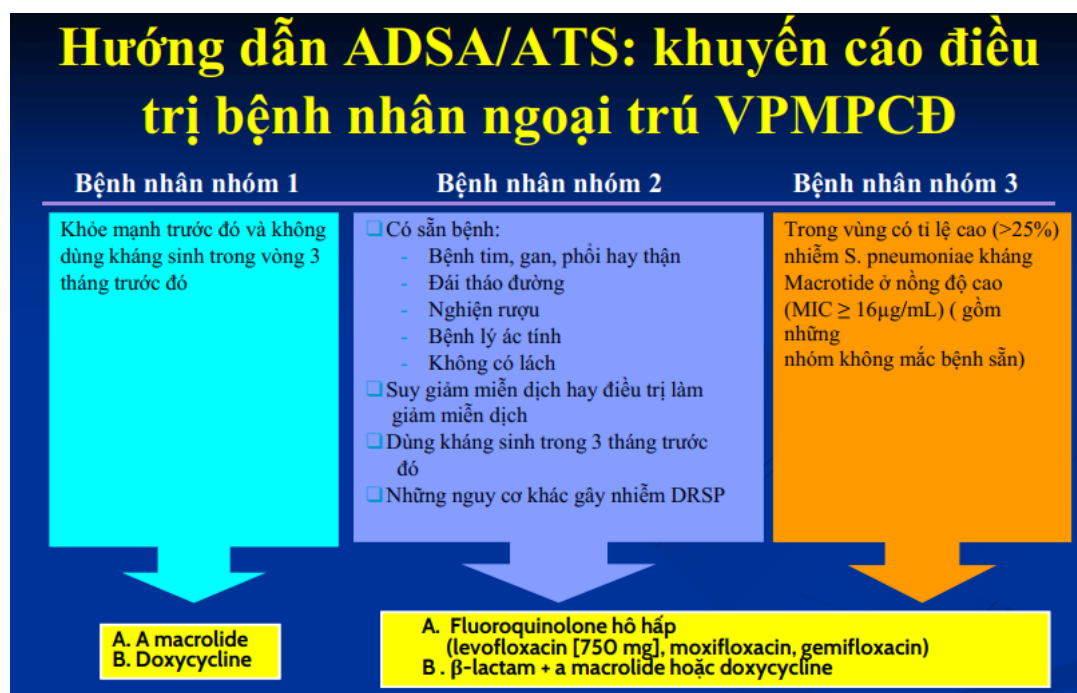 Hướng dẫn ADSA/ATS: khuyến cáo điều
trị bệnh nhân ngoại trú VPMPCĐ
Bệnh nhân nhóm 1
Khỏe mạnh trước đó và không
dùng kháng sinh trong vòng 3
tháng trước đó
A. A macrolide
B. Doxycycline
Bệnh nhân nhóm 2
Có sẵn bệnh:
- Bệnh tim, gan, phổi hay thận
- Đái tháo đường
- Nghiện rượu
- Bệnh lý ác tính
- Không có lách
Suy giảm miễn dịch hay điều trị làm
giảm miễn dịch
Dùng kháng sinh trong 3 tháng trước
đó
Những nguy cơ khác gây nhiễm DRSP
Bệnh nhân nhóm 3
Trong vùng có tỉ lệ cao (>25%)
nhiễm S. pneumoniae kháng
Macrotide ở nồng độ cao
(MIC ≥ 16µg/mL) ( gồm
những
nhóm không mắc bệnh sẵn)
A. Fluoroquinolone hô hấp
(levofloxacin [750 mg], moxifloxacin, gemifloxacin)
B . β-lactam + a macrolide hoặc doxycycline